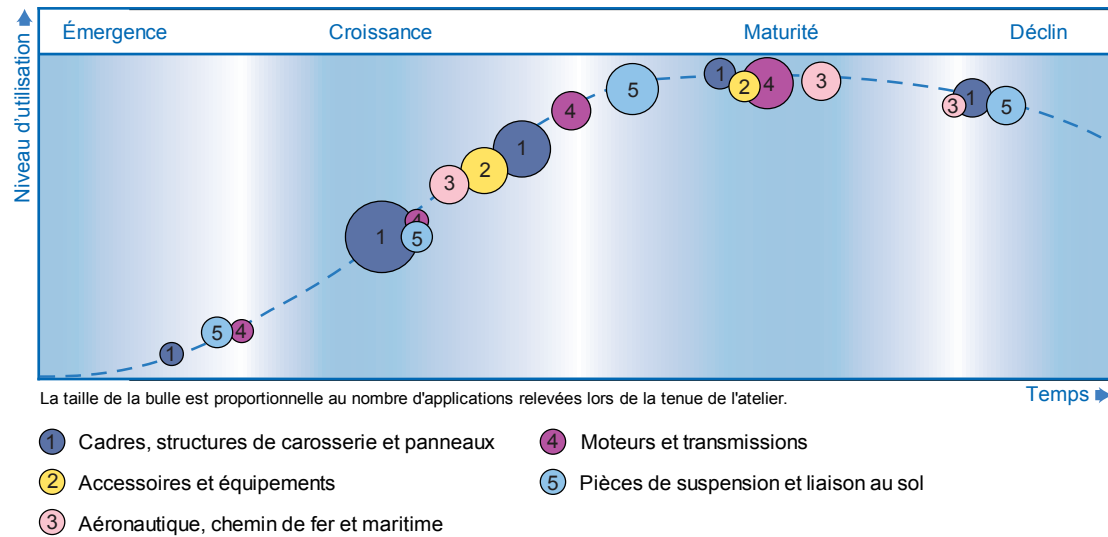 Émergence Croissance Maturité Déclin
Niveau d'utilisation
1 2 4 3
5
3 1 5
4
1
2
3
4
1 5
5 4
1
La taille de la bulle est proportionnelle au nombre d'applications relevées lors de la tenue de l'atelier.
Temps
1 Cadres, structures de carosserie et panneaux
2 Accessoires et équipements
3 Aéronautique, chemin de fer et maritime
4 Moteurs et transmissions
5 Pièces de suspension et liaison au sol